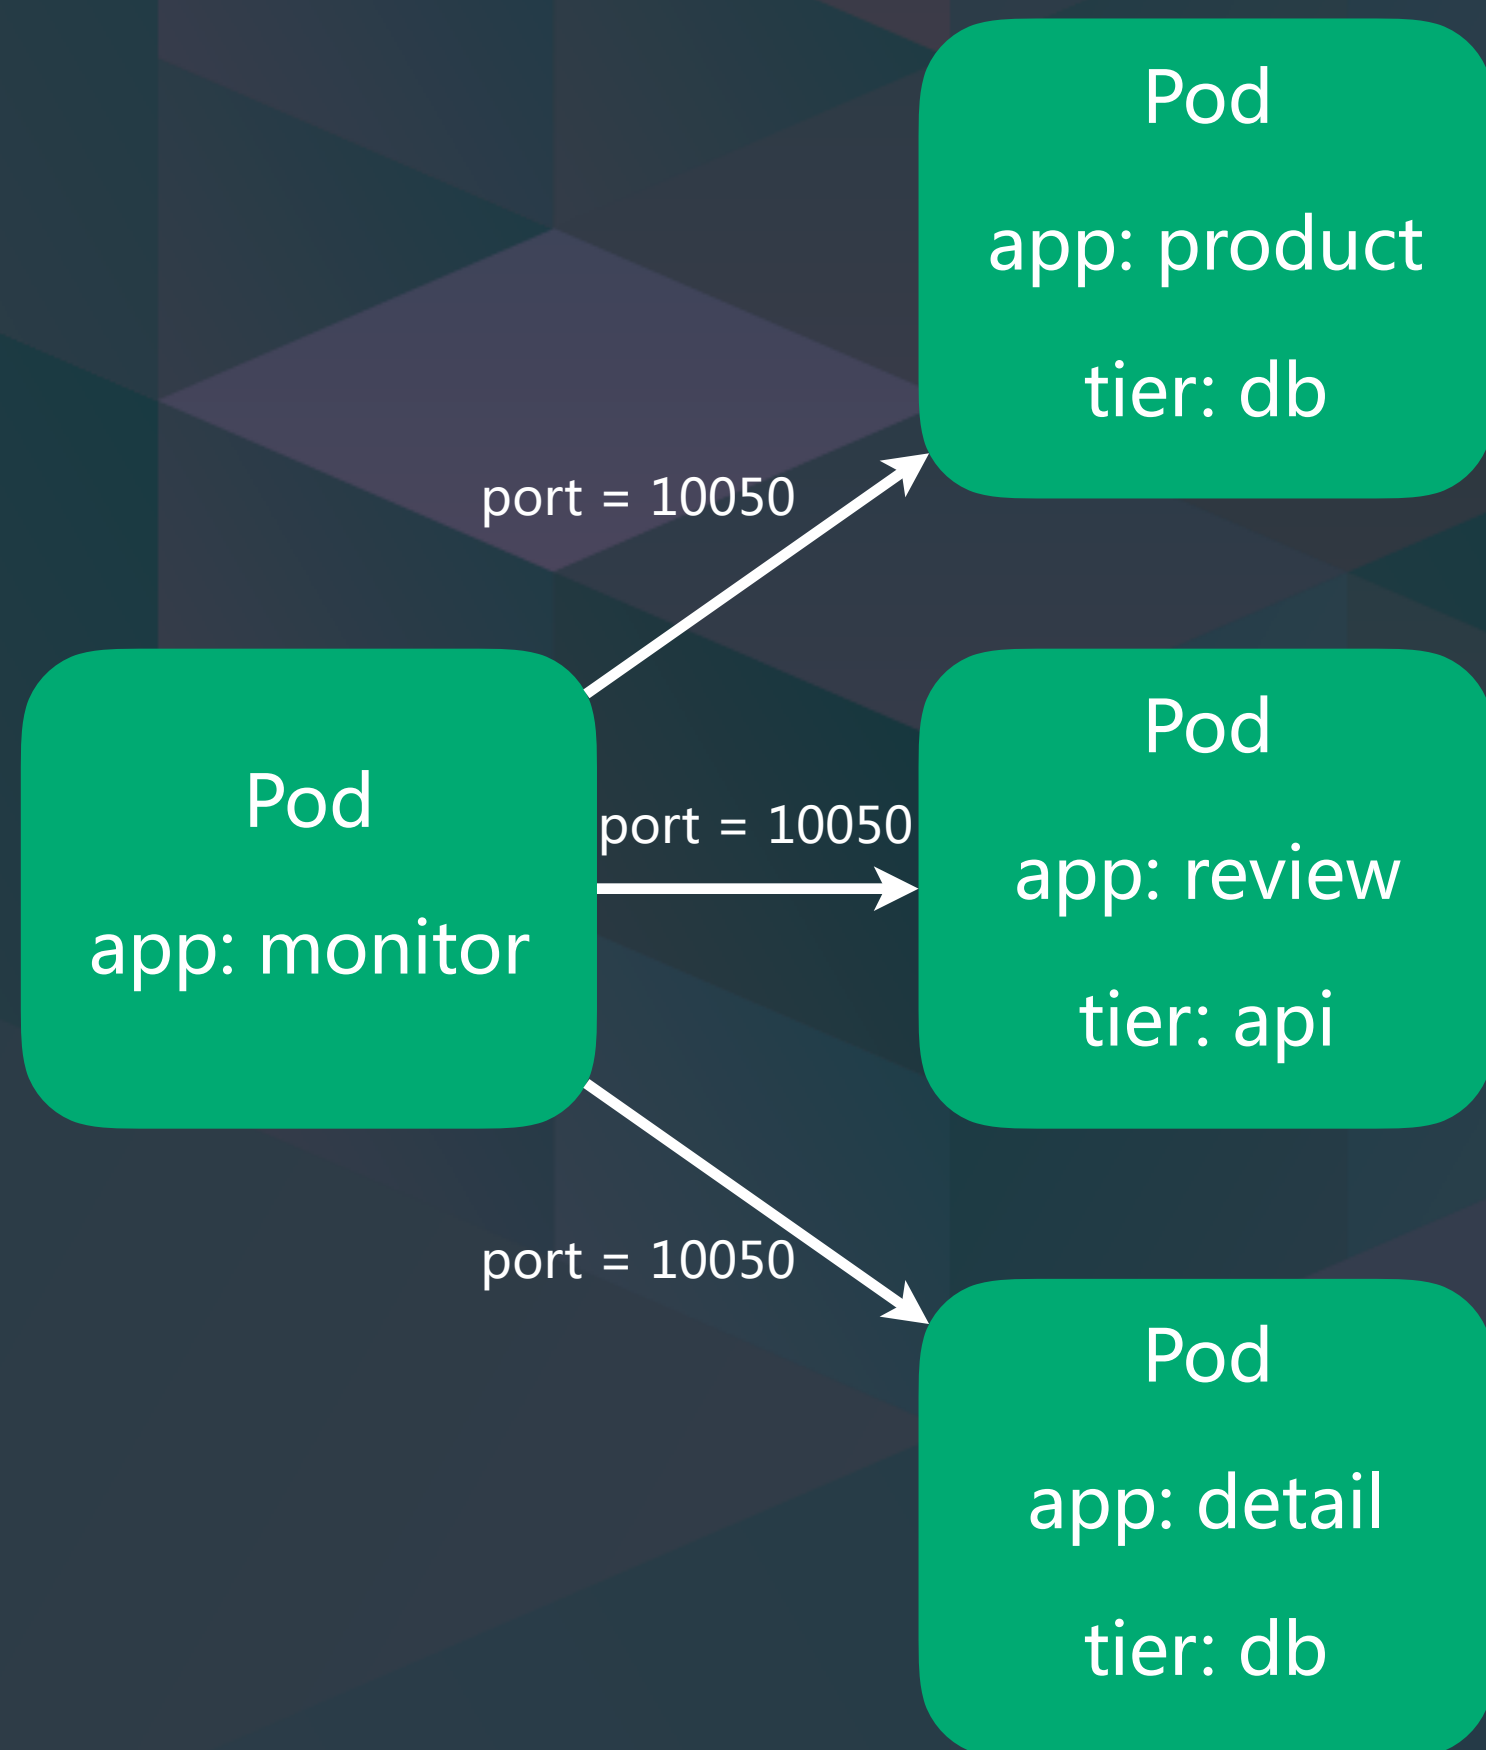 Pod
app: product
tier: db
port = 10050
Pod
app: monitor
port = 10050
Pod
app: review
tier: api
port = 10050
Pod
app: detail
tier: db